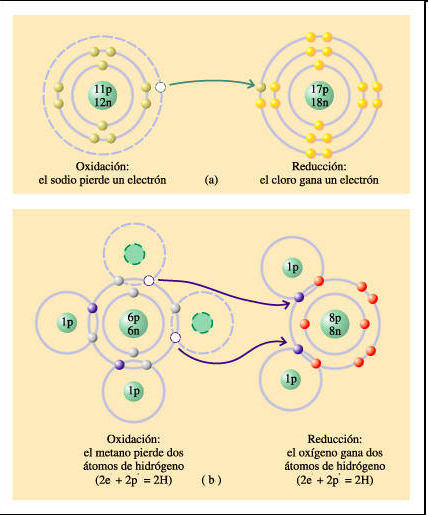 11p
12n
17p
18n
Oxidación:
el sodio pierde un electrón
(a)
Reducción:
el cloro gana un electrón
1p
6p
6n
1p
1p
8p
8n
1p
Oxidación:
el metano pierde dos
átomos de hidrógeno
(2e + 2p = 2H)
( b )
Reducción:
el oxígeno gana dos
átomos de hidrógeno
(2e + 2p = 2H)